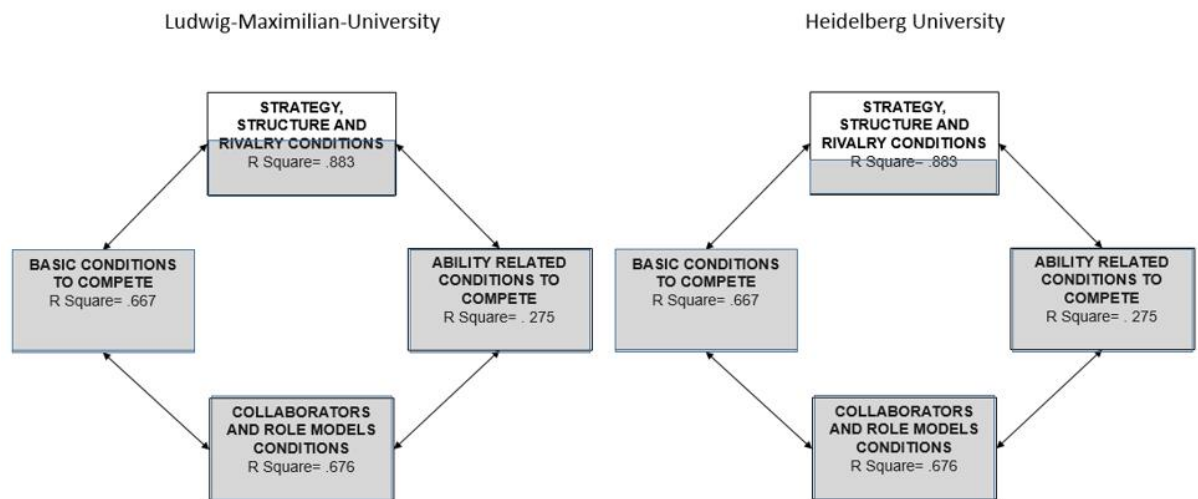 Ludwig-Maximilian-University
STRATEGY,
STRUCTURE AND
RIVALRY CONDITIONS
R Square= .883
BASIC CONDITIONS
TO COMPETE
R Square= .667
ABILITY RELATED
CONDITIONS TO
COMPETE
R Square= . 275
COLLABORATORS
AND ROLE MODELS
CONDITIONS
R Square= .676
Heidelberg University
STRATEGY,
STRUCTURE AND
RIVALRY CONDITIONS
R Square= .883
BASIC CONDITIONS
TO COMPETE
R Square= .667
ABILITY RELATED
CONDITIONS TO
COMPETE
R Square= . 275
COLLABORATORS
AND ROLE MODELS
CONDITIONS
R Square= .676